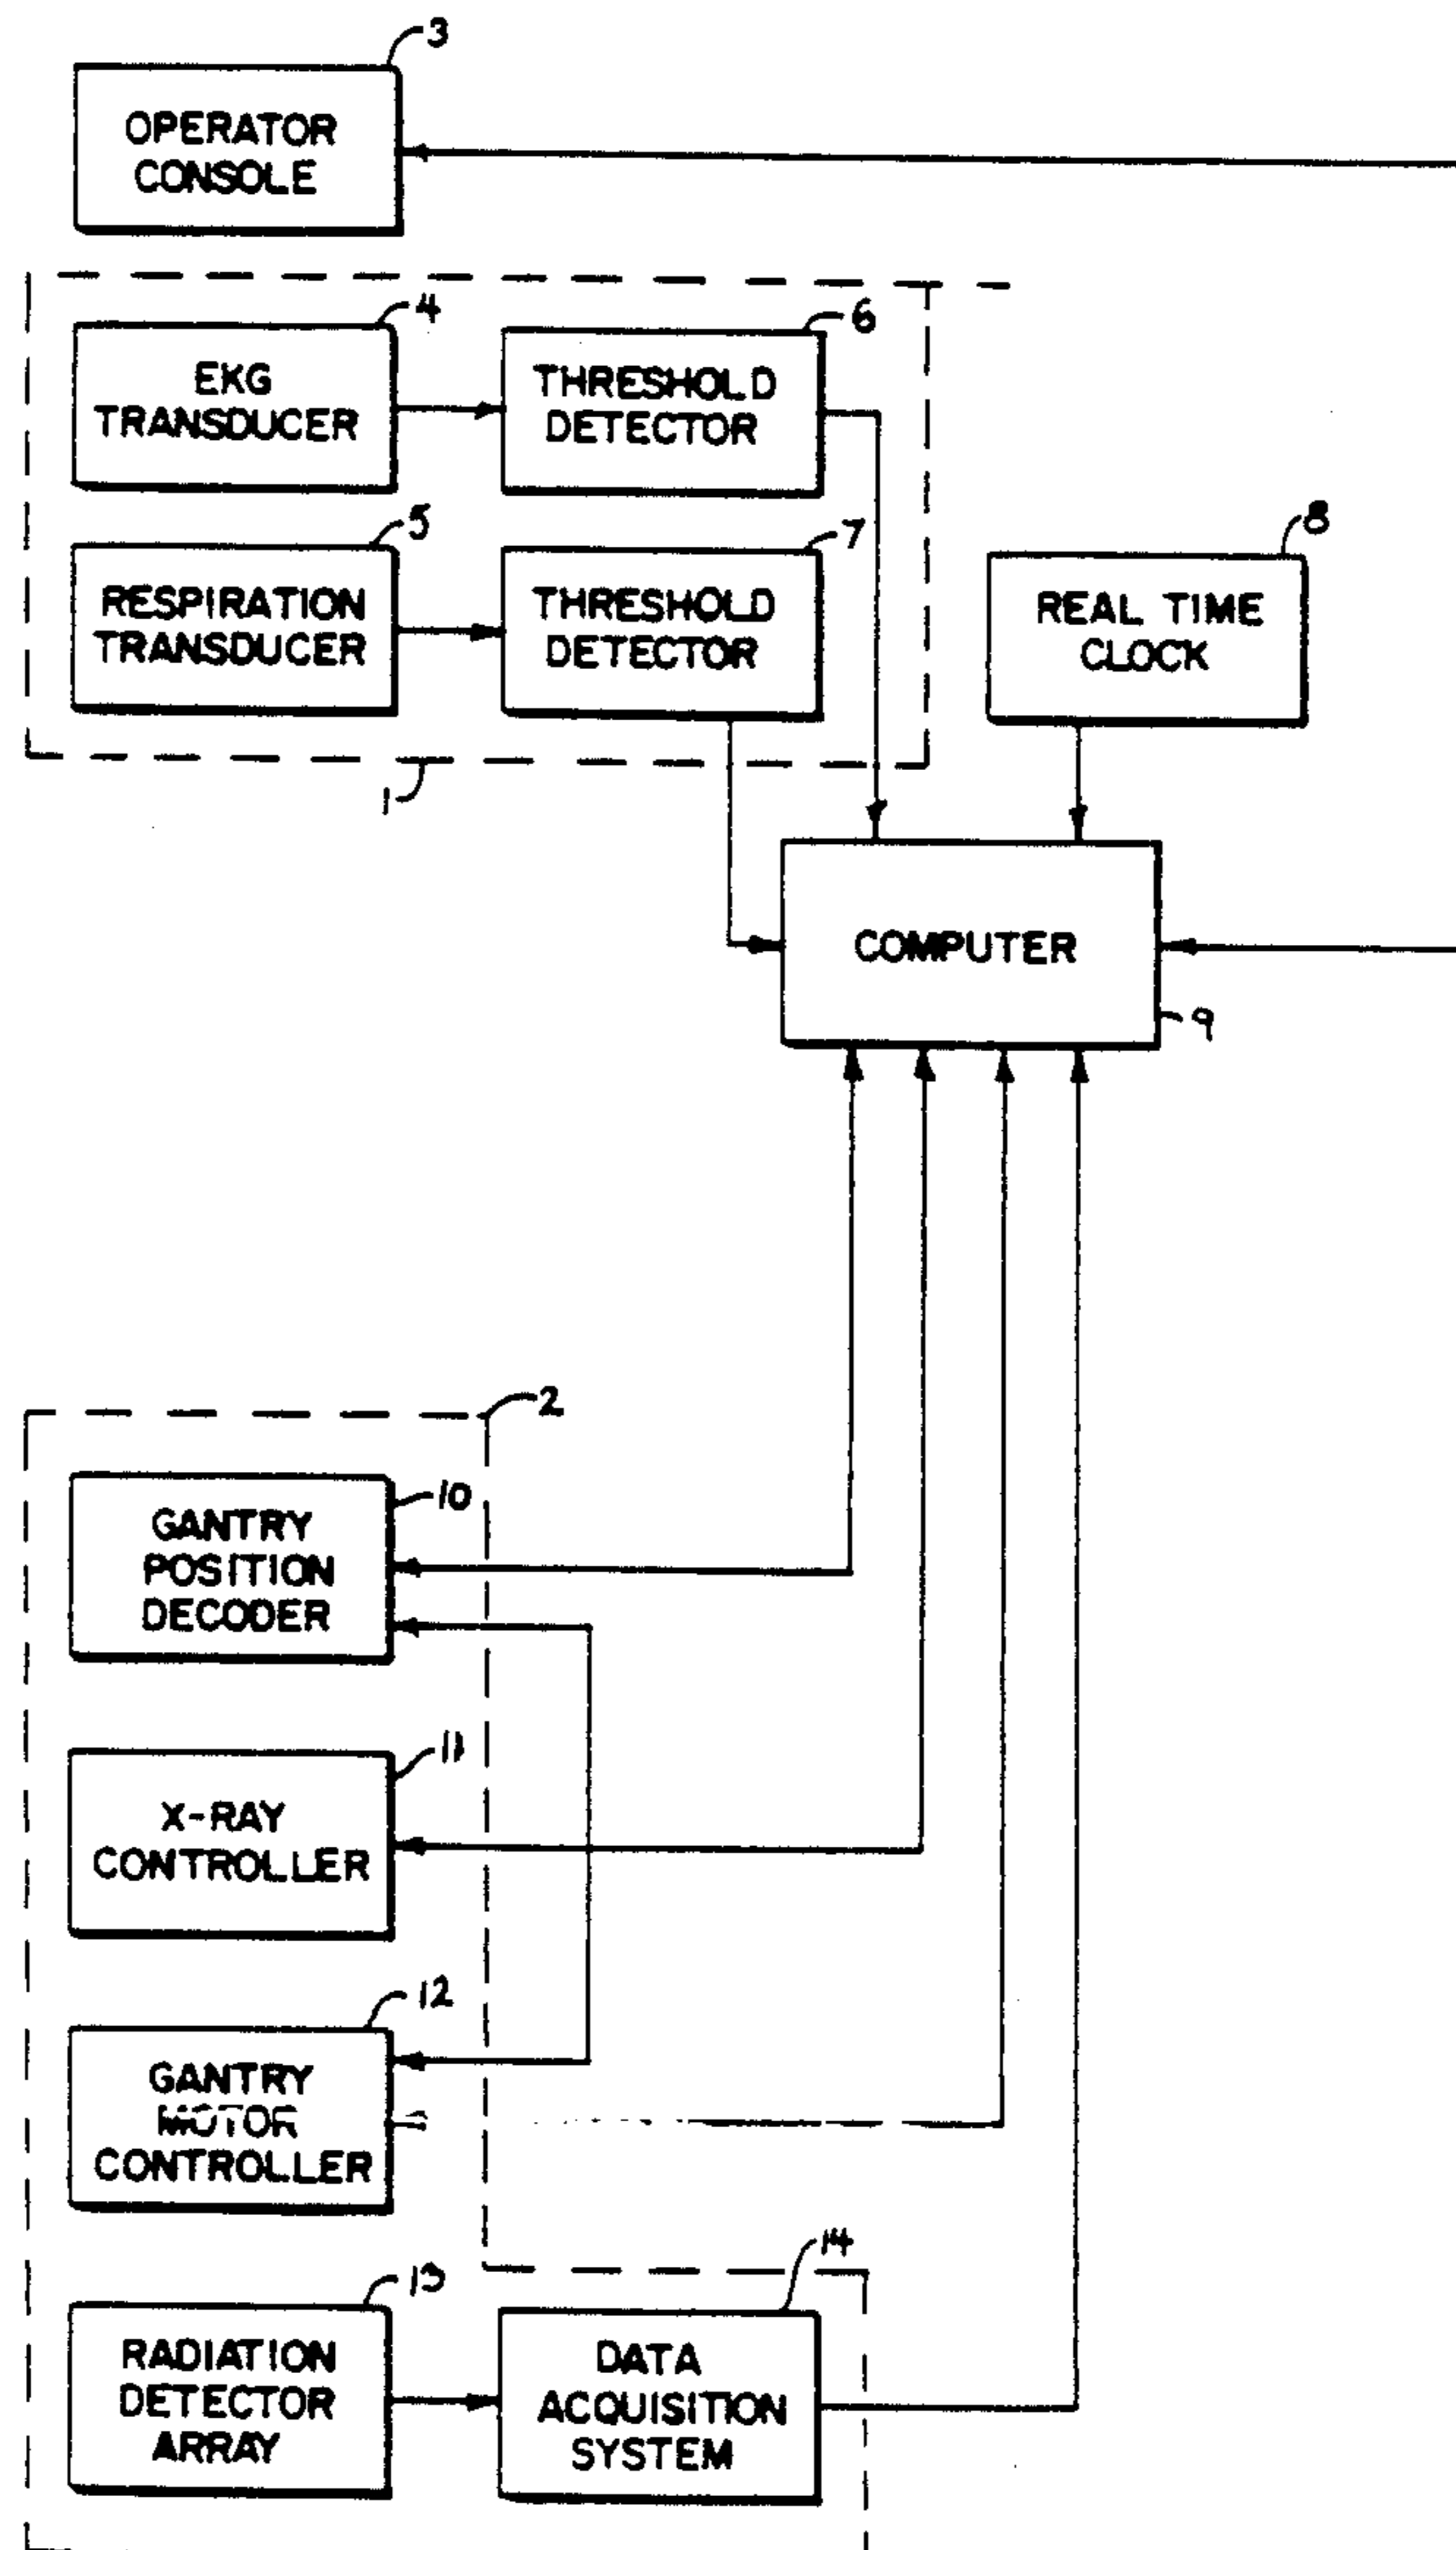 3
OPERATOR
CONSOLE
4
EKG
TRANSDUCER
6
THRESHOLD
DETECTOR
5
RESPIRATION
TRANSDUCER
7
THRESHOLD
DETECTOR
8
REAL TIME
CLOCK
1
COMPUTER
9
2
10
GANTRY
POSITION
DECODER
11
X-RAY
CONTROLLER
12
GANTRY
MOTOR
CONTROLLER
13
RADIATION
DETECTOR
ARRAY
14
DATA
ACQUISITION
SYSTEM